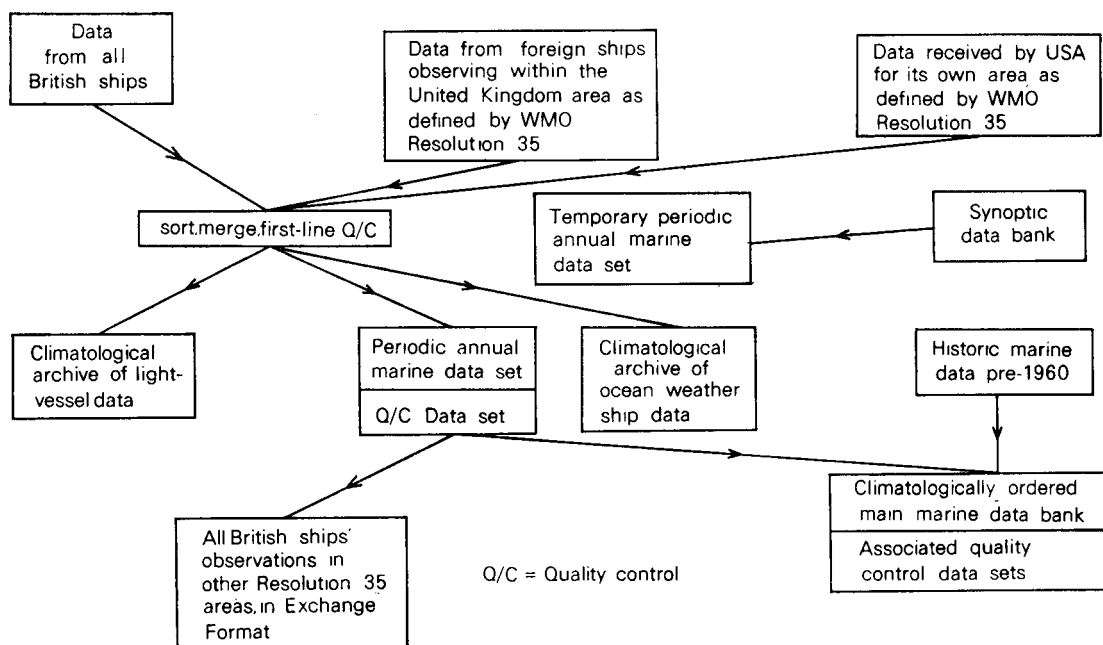 Data
from all
British ships
Data from foreign ships
observing within the
United Kingdom area as
defined by WMO
Resolution 35
Data received by USA
for its own area as
defined by WMO
Resolution 35
sort,merge,first-line Q/C
Temporary periodic
annual marine
data set
Synoptic
data bank
Climatological
archive of light-
vessel data
Periodic annual
marine data set
Q/C Data set
Climatological
archive of
ocean weather
ship data
Historic marine
data pre-1960
Climatologically ordered
main marine data bank
Associated quality
control data sets
All British ships'
observations in
other Resolution 35
areas, in Exchange
Format
Q/C = Quality control